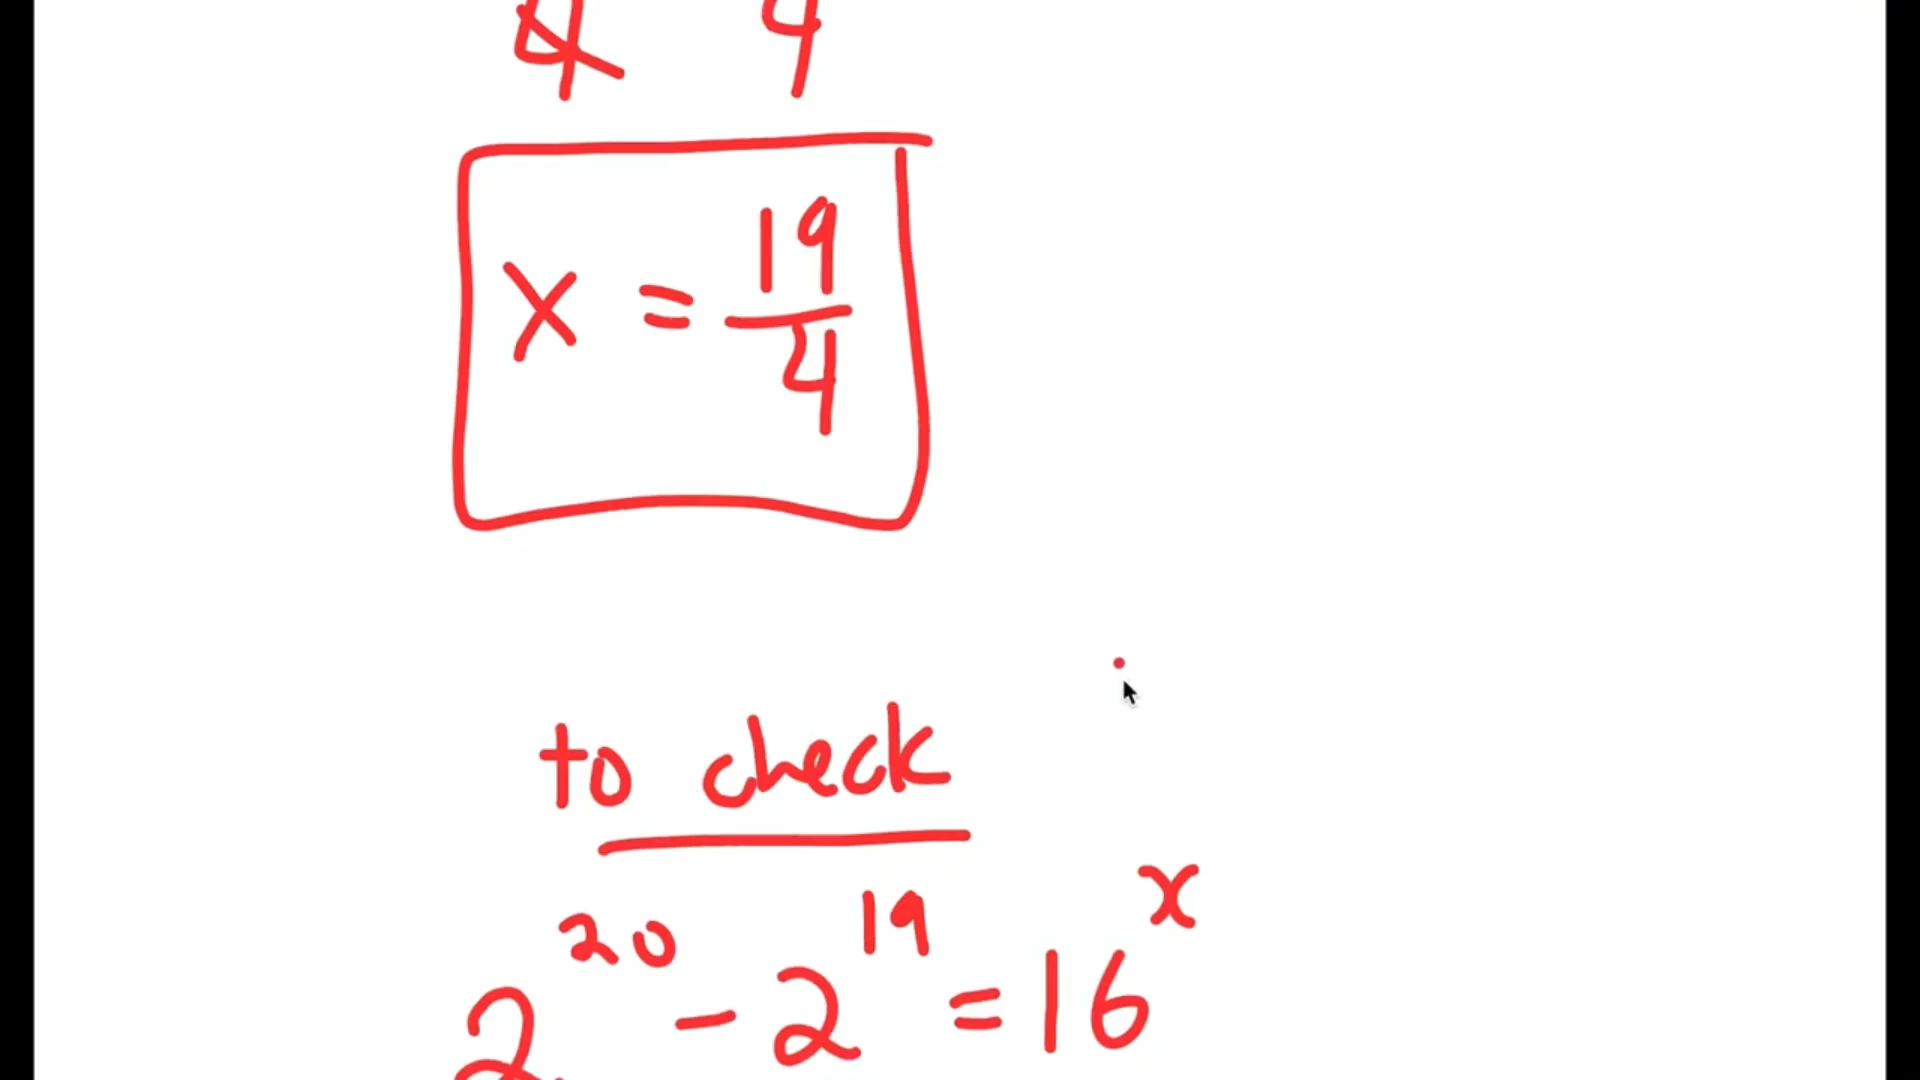 4 4
x = 19/4
to check
2^20 - 2^19 = 16^x